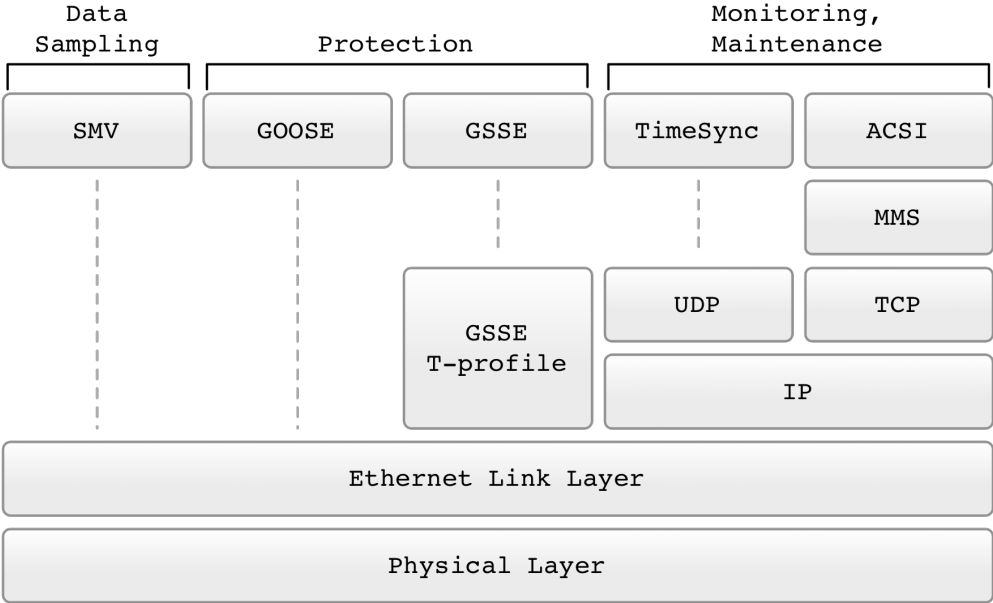 Data
Sampling
Protection
Monitoring,
Maintenance
SMV
GOOSE
GSSE
TimeSync
ACSI
MMS
GSSE
T-profile
UDP
TCP
IP
Ethernet Link Layer
Physical Layer